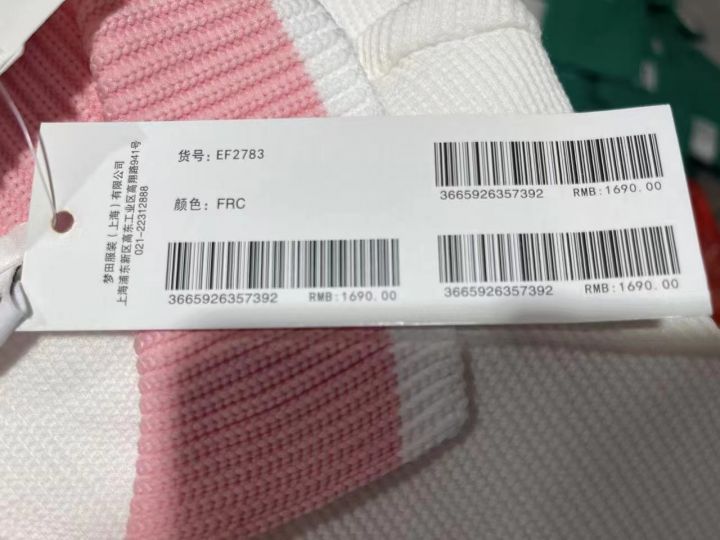 梦田服装(上海)有限公司
上海浦东新区高东工业区高翔路941号
021-22312888
货号: EF2783
颜色: FRC
3665926357392 RMB:1690.00
3665926357392 RMB:1690.00
3665926357392 RMB:1690.00